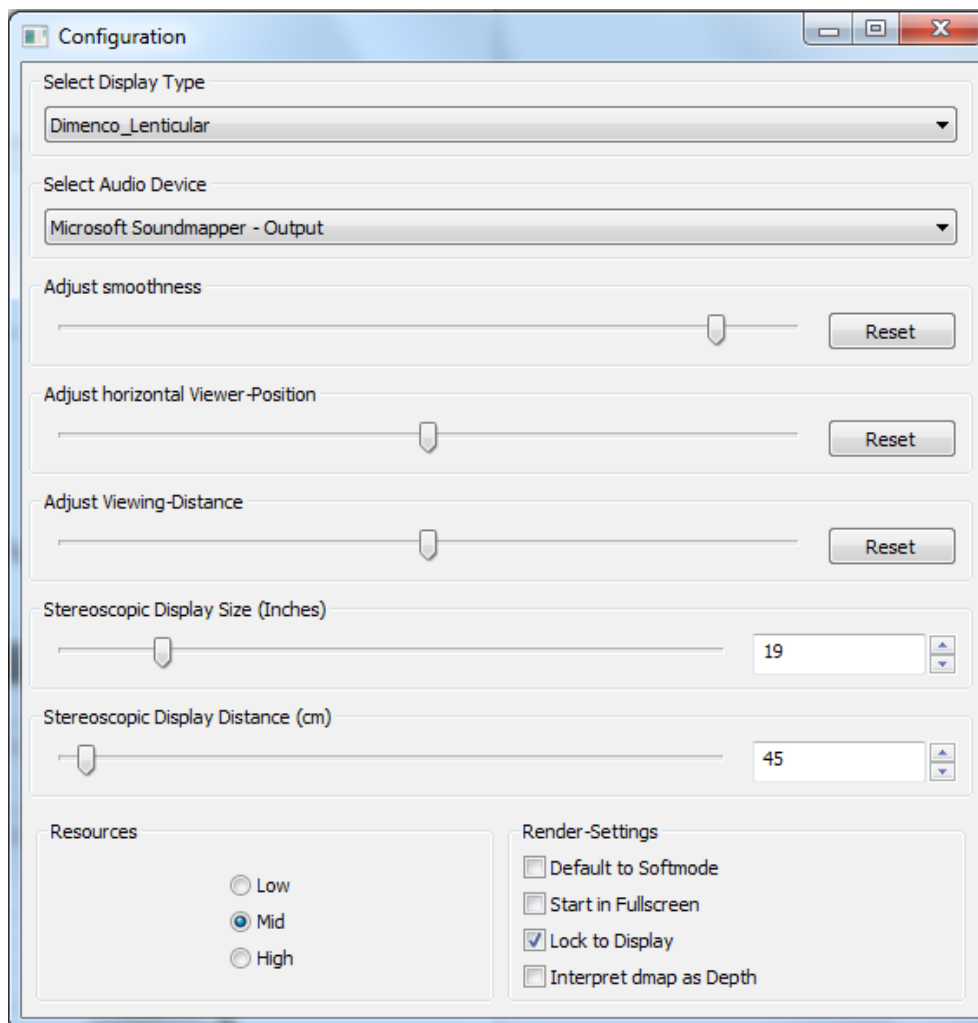 Configuration
Select Display Type
Dimenco_Lenticular
Select Audio Device
Microsoft Soundmapper - Output
Adjust smoothness
Reset
Adjust horizontal Viewer-Position
Reset
Adjust Viewing-Distance
Reset
Stereoscopic Display Size (Inches)
19
Stereoscopic Display Distance (cm)
45
Resources
Low
Mid
High
Render-Settings
Default to Softmode
Start in Fullscreen
Lock to Display
Interpret dmap as Depth